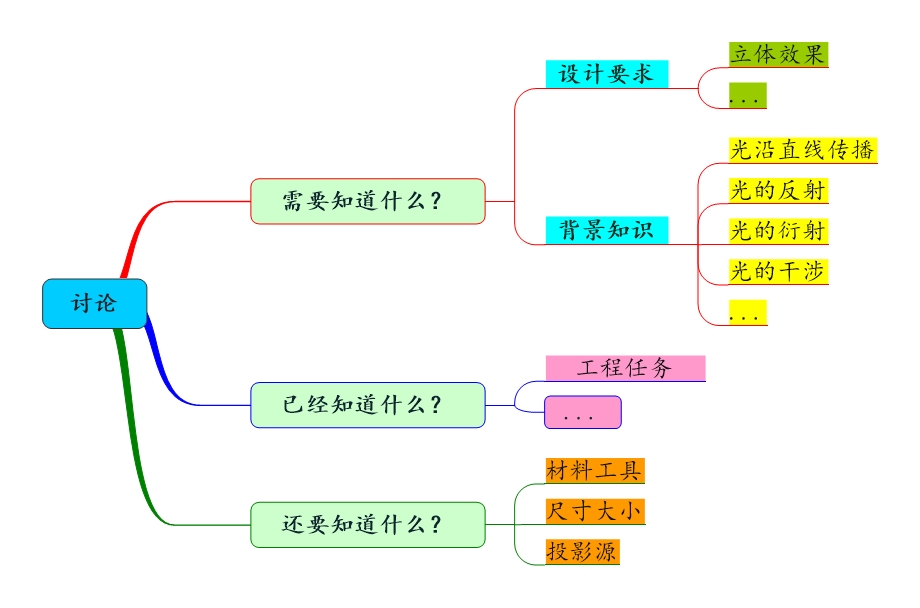 讨论
需要知道什么？
设计要求
立体效果
...
背景知识
光沿直线传播
光的反射
光的衍射
光的干涉
...
已经知道什么？
工程任务
...
还要知道什么？
材料工具
尺寸大小
投影源